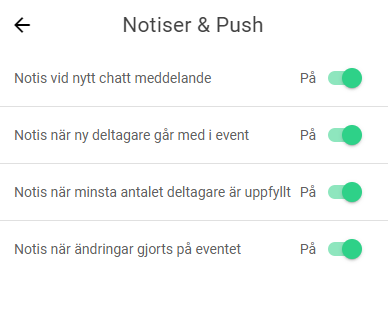 Notiser & Push
Notis vid nytt chatt meddelande På
Notis när ny deltagare går med i event På
Notis när minsta antalet deltagare är uppfyllt På
Notis när ändringar gjorts på eventet På